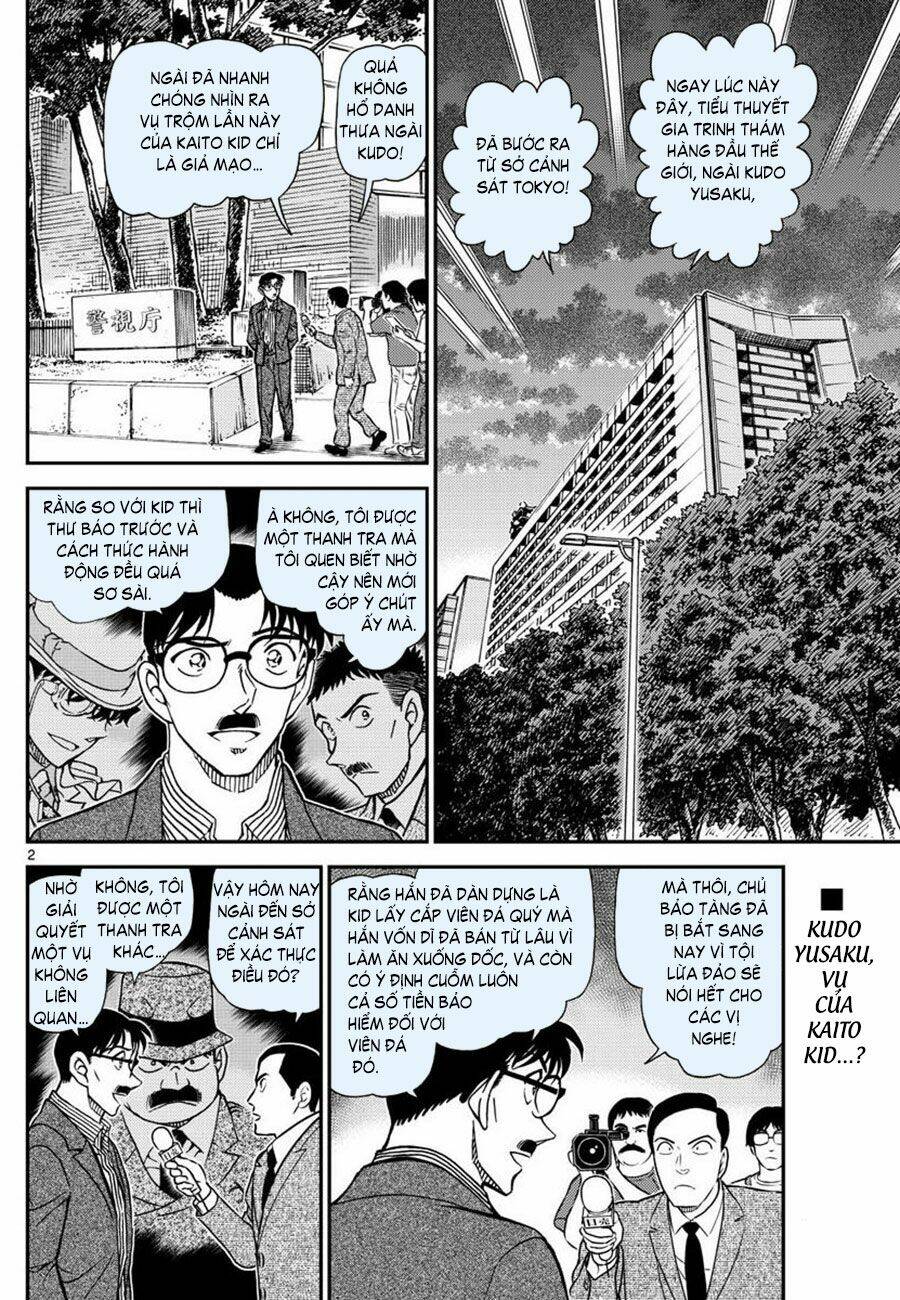 NGAY LÚC NÀY
ĐÂY, TIỂU THUYẾT
GIA TRINH THÁM
HÀNG ĐẦU THẾ
GIỚI, NGÀI KUDO
YUSAKU,
ĐÃ BƯỚC RA
TỪ SỞ CẢNH
SÁT TOKYO!
QUẢ
KHÔNG
HỔ DANH
THƯA NGÀI
KUDO!
NGÀI ĐÃ NHANH
CHÓNG NHÌN RA
VỤ TRỘM LẦN NÀY
CỦA KAITO KID CHỈ
LÀ GIẢ MẠO...
警視庁
À KHÔNG, TÔI ĐƯỢC
MỘT THANH TRA MÀ
TÔI QUEN BIẾT NHỜ
CẬY NÊN MỚI
GÓP Ý CHÚT
ẤY MÀ.
RẰNG SO VỚI KID THÌ
THƯ BÁO TRƯỚC VÀ
CÁCH THỨC HÀNH
ĐỘNG ĐỀU QUÁ
SƠ SÀI.
2
KUDO
YUSAKU,
VỤ
CỦA
KAITO
KID...?
MÀ THÔI, CHỦ
BẢO TÀNG ĐÃ
BỊ BẮT SANG
NAY VÌ TỘI
LỪA ĐẢO SẼ
NÓI HẾT CHO
CÁC VỊ
NGHE!
RẰNG HẮN ĐÃ DÀN DỰNG LÀ
KID LẤY CẮP VIÊN ĐÁ QUÝ MÀ
HẮN VỐN DĨ ĐÃ BÁN TỪ LÂU VÌ
LÀM ĂN XUỐNG DỐC, VÀ CÒN
CÓ Ý ĐỊNH CUỖM LUÔN
CẢ SỐ TIỀN BẢO
HIỂM ĐỐI VỚI
VIÊN ĐÁ
ĐÓ.
日売
VẬY HÔM NAY
NGÀI ĐẾN SỞ
CẢNH SÁT
ĐỂ XÁC THỰC
ĐIỀU ĐÓ?
KHÔNG, TÔI
ĐƯỢC MỘT
THANH TRA
KHÁC...
NHỜ
GIẢI
QUYẾT
MỘT VỤ
KHÔNG
LIÊN
QUAN...